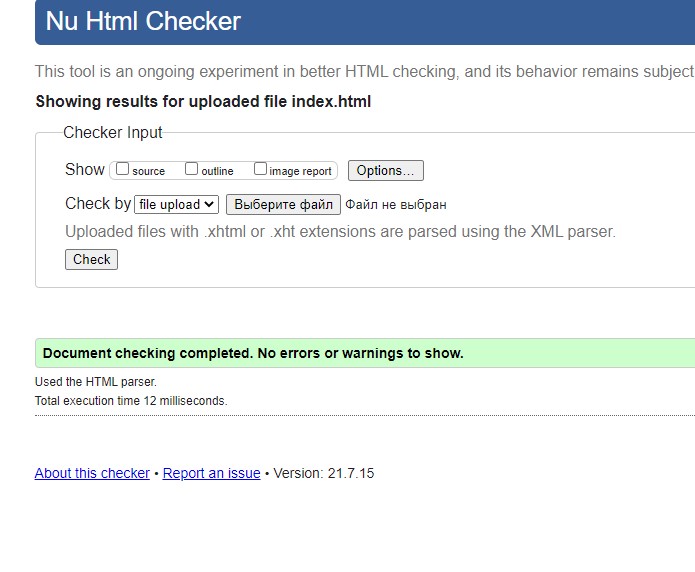 Nu Html Checker
This tool is an ongoing experiment in better HTML checking, and its behavior remains subject
Showing results for uploaded file index.html
Checker Input
Show source outline image report Options...
Check by file upload Выберите файл Файл не выбран
Uploaded files with .xhtml or .xht extensions are parsed using the XML parser.
Check
Document checking completed. No errors or warnings to show.
Used the HTML parser.
Total execution time 12 milliseconds.
About this checker • Report an issue • Version: 21.7.15